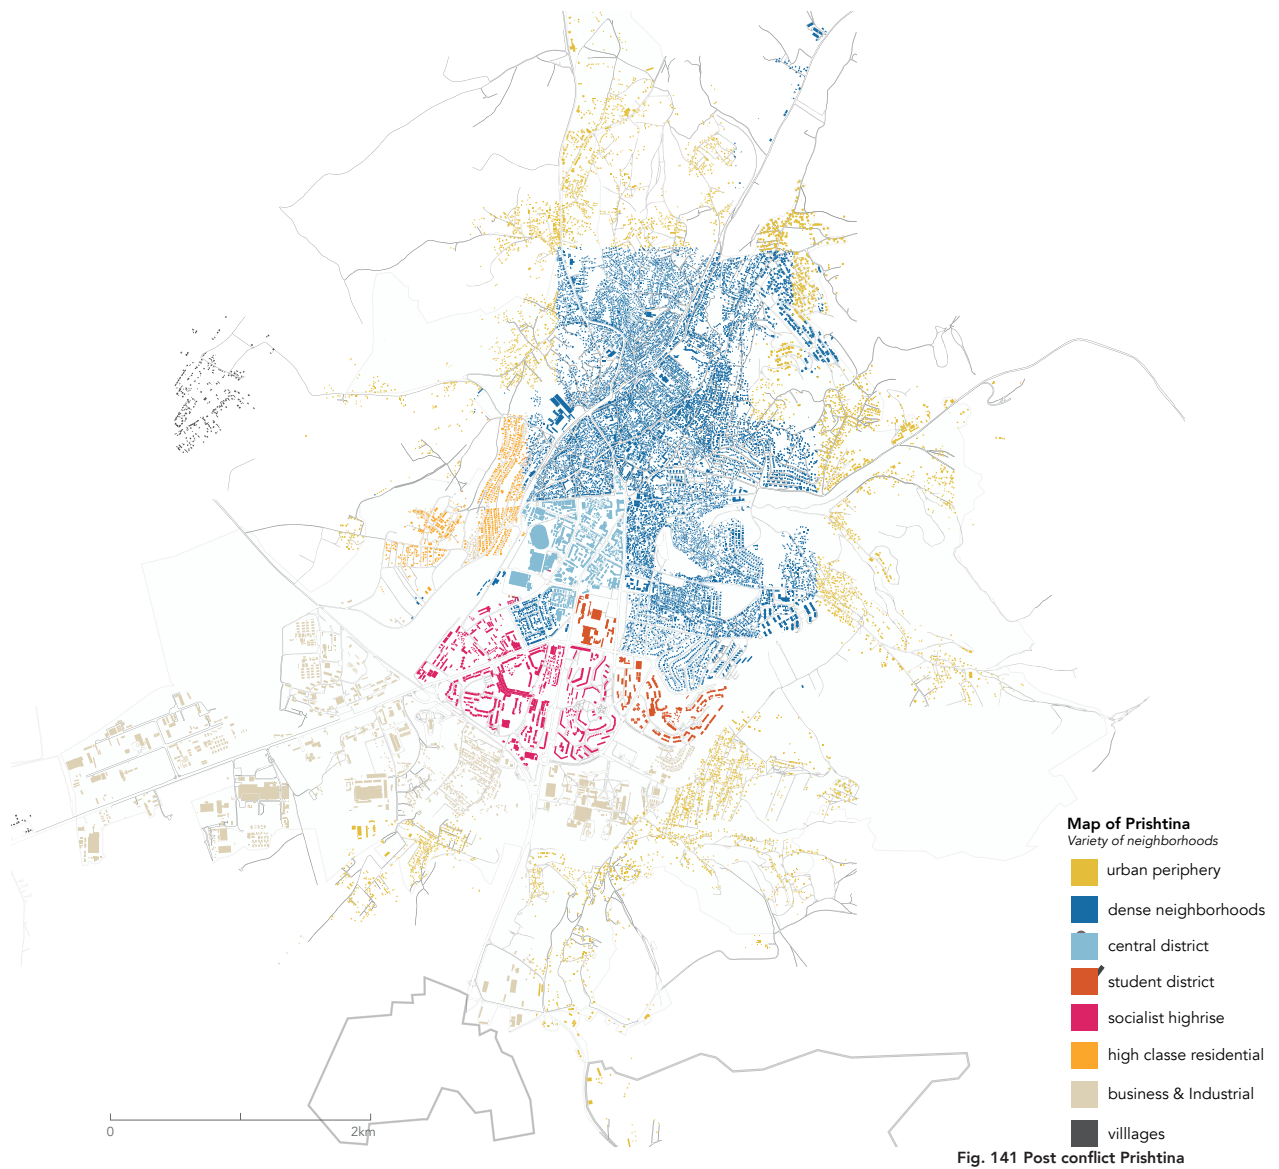 Map of Prishtina
Variety of neighborhoods
urban periphery
dense neighborhoods
central district
student district
socialist highrise
high classe residential
business & Industrial
villlages
0
2km
Fig. 141 Post conflict Prishtina